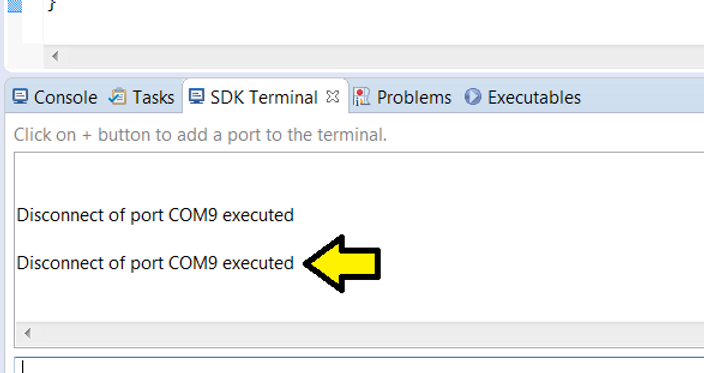 }
Console Tasks SDK Terminal Problems Executables
Click on + button to add a port to the terminal.
Disconnect of port COM9 executed
Disconnect of port COM9 executed